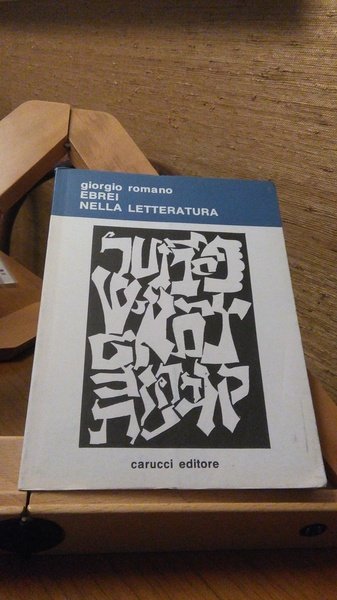 giorgio romano
EBREI
NELLA LETTERATURA
carucci editore